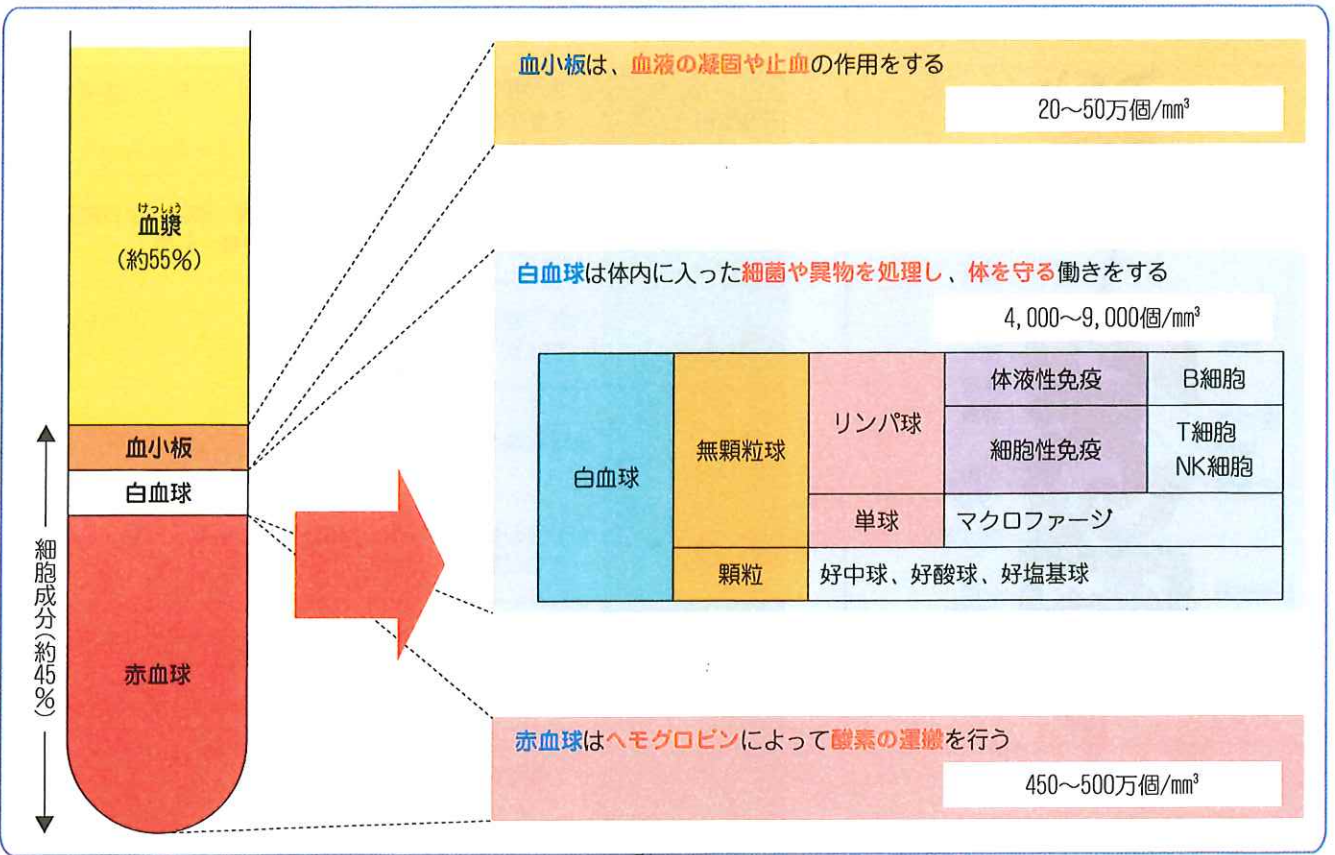 血小板は、血液の凝固や止血の作用をする
20〜50万個/mm³
けっしょう
血漿
(約55%)
白血球は体内に入った細菌や異物を処理し、体を守る働きをする
4,000〜9,000個/mm³
体液性免疫 B細胞
リンパ球
血小板
無顆粒球
細胞性免疫
T細胞
NK細胞
白血球
白血球
単球 マクロファージ
顆粒 好中球、好酸球、好塩基球
細胞成分(約45%)
赤血球
赤血球はヘモグロビンによって酸素の運搬を行う
450〜500万個/mm³